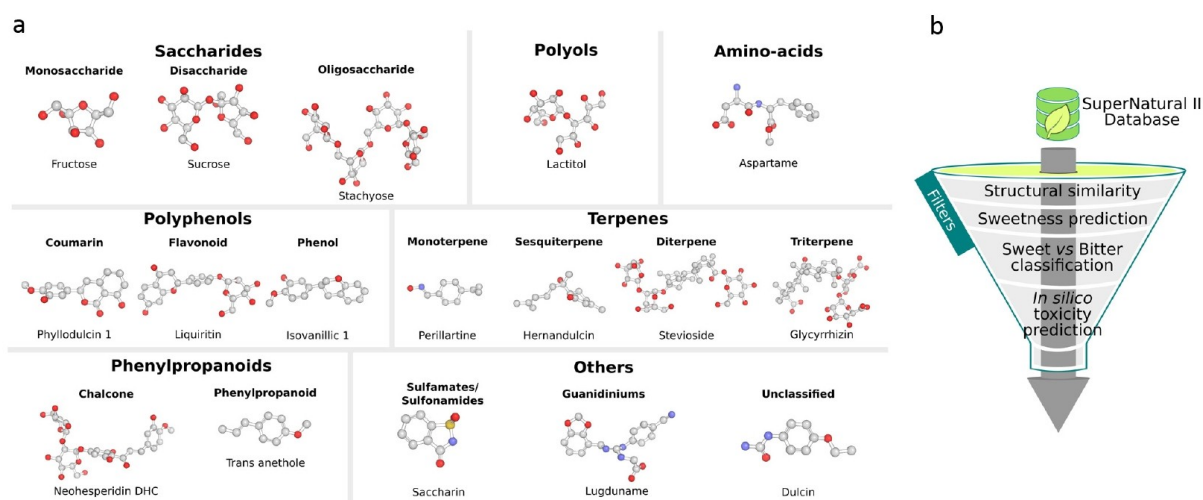 a
Saccharides
Monosaccharide
Disaccharide
Oligosaccharide
Fructose
Sucrose
Stachyose
Polyols
Lactitol
Amino-acids
Aspartame
Polyphenols
Coumarin
Flavonoid
Phenol
Phyllodulcin 1
Liquiritin
Isovanillic 1
Terpenes
Monoterpene
Sesquiterpene
Diterpene
Triterpene
Perillartine
Hernandulcin
Stevioside
Glycyrrhizin
Phenylpropanoids
Chalcone
Phenylpropanoid
Neohesperidin DHC
Trans anethole
Others
Sulfamates/
Sulfonamides
Guanidiniums
Unclassified
Saccharin
Lugduname
Dulcin
b
SuperNatural II
Database
Filters
Structural similarity
Sweetness prediction
Sweet vs Bitter
classification
In silico
toxicity
prediction